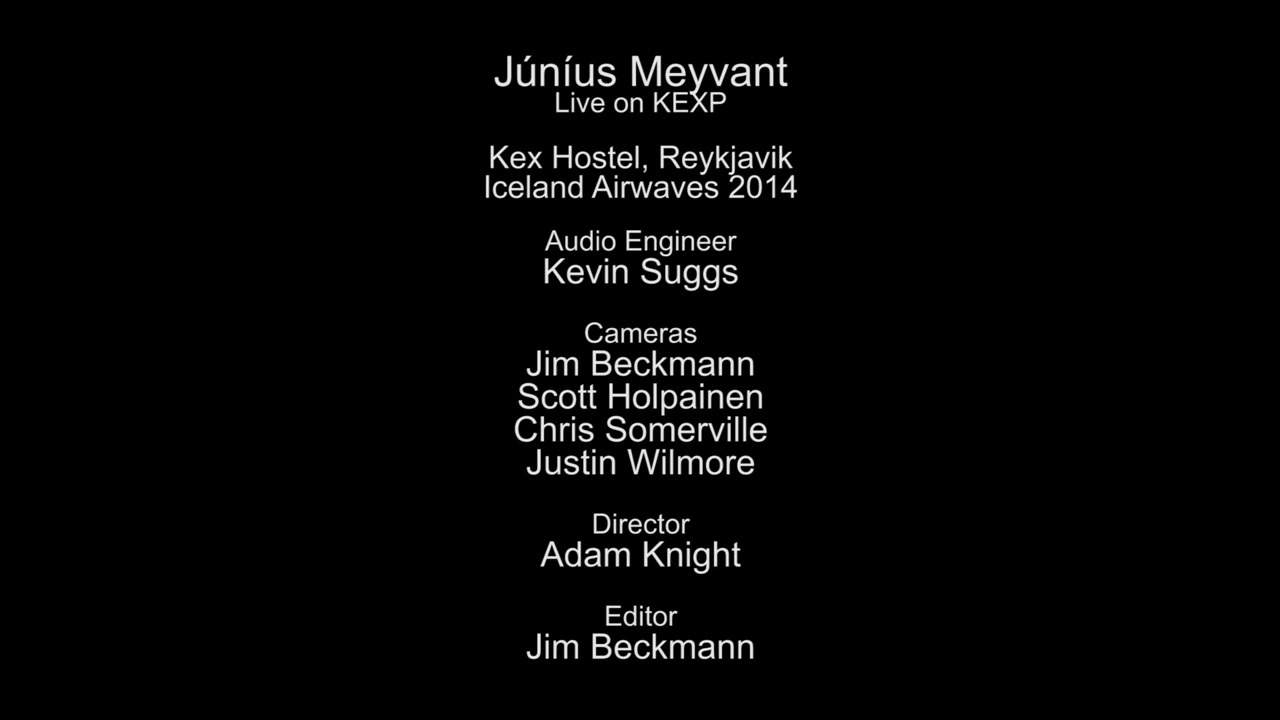 Júníus Meyvant
Live on KEXP
Kex Hostel, Reykjavik
Iceland Airwaves 2014
Audio Engineer
Kevin Suggs
Cameras
Jim Beckmann
Scott Holpainen
Chris Somerville
Justin Wilmore
Director
Adam Knight
Editor
Jim Beckmann